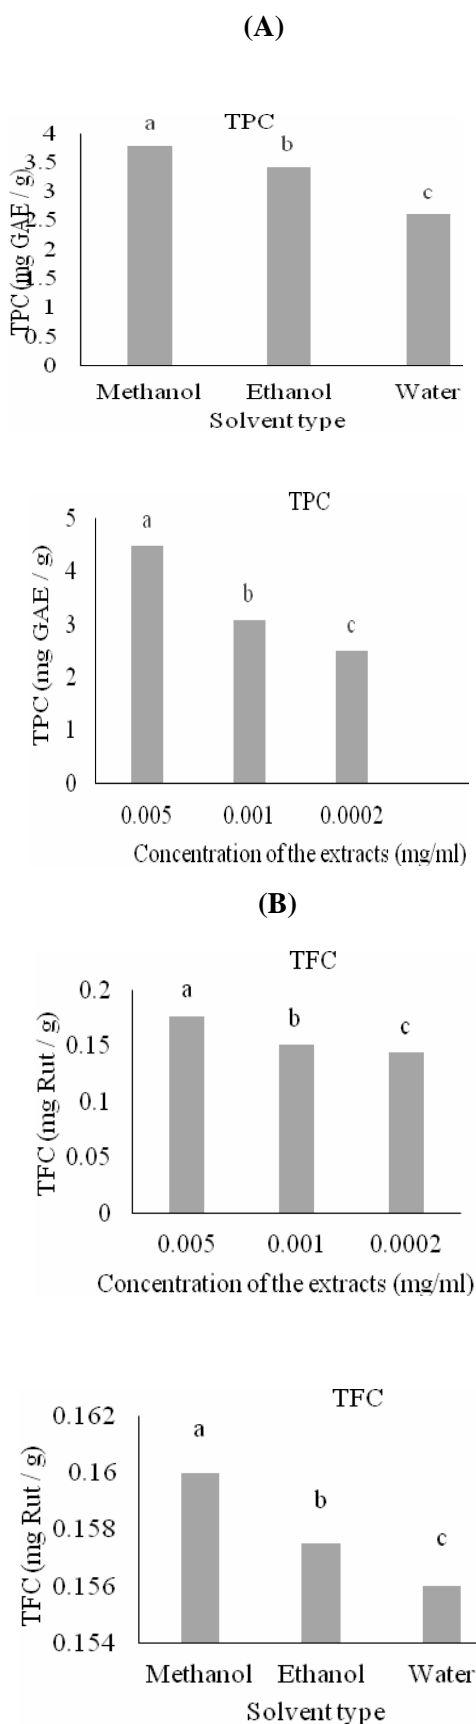 (A)
TPC
a
b
c
4
3.5
3
2.5
2
1.5
1
0.5
0
TPC (mg GAE / g)
Methanol Ethanol Water
Solvent type
TPC
a
b
c
5
4
3
2
1
0
TPC (mg GAE / g)
0.005 0.001 0.0002
Concentration of the extracts (mg/ml)
(B)
TFC
a
b
c
0.2
0.15
0.1
0.05
0
TFC (mg Rut / g)
0.005 0.001 0.0002
Concentration of the extracts (mg/ml)
TFC
a
b
c
0.162
0.16
0.158
0.156
0.154
TFC (mg Rut / g)
Methanol Ethanol Water
Solvent type